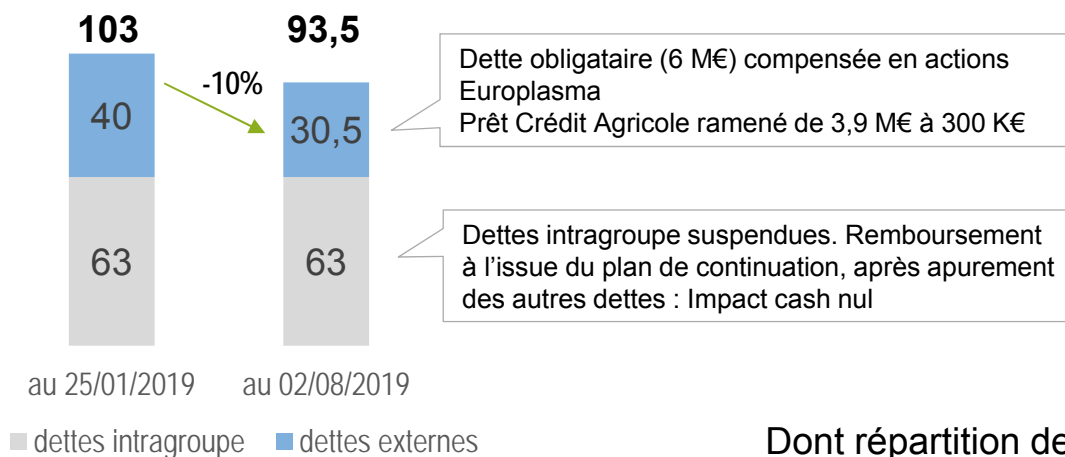 103
93,5
-10%
40
30,5
63
63
Dette obligataire (6 M€) compensée en actions
Europlasma
Prêt Crédit Agricole ramené de 3,9 M€ à 300 K€
Dettes intragroupe suspendues. Remboursement
à l’issue du plan de continuation, après apurement
des autres dettes : Impact cash nul
au 25/01/2019
au 02/08/2019
dettes intragroupe
dettes externes
Dont répartition de